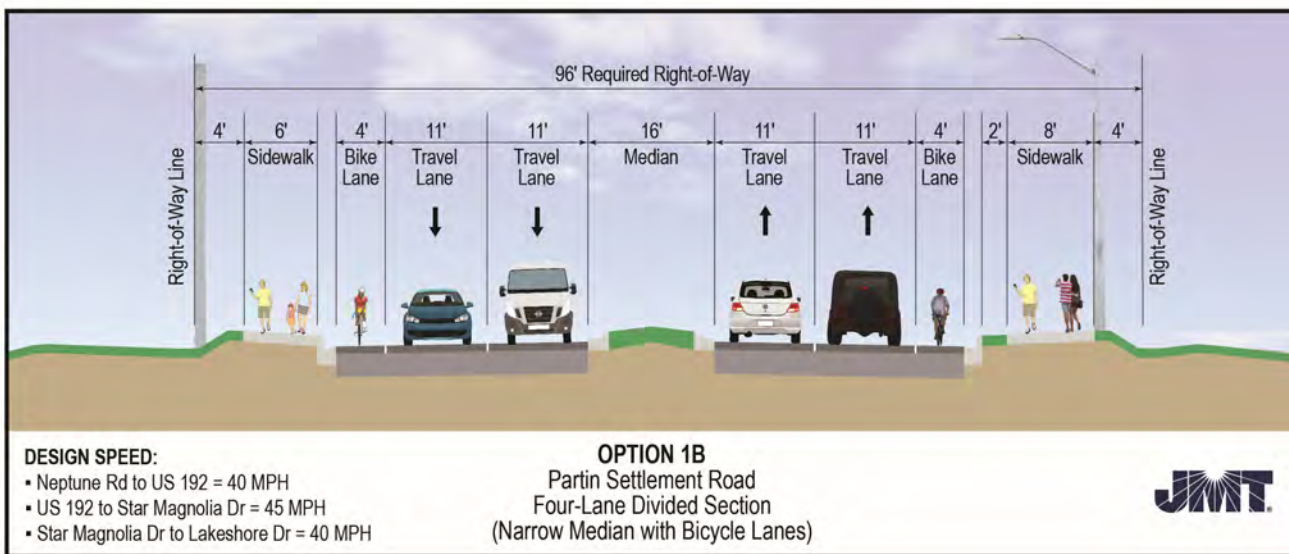 96' Required Right-of-Way
4' 6' 4' 11' 11' 16' 11' 11' 4' 2' 8' 4'
Sidewalk Bike Lane Travel Lane Travel Lane Median Travel Lane Travel Lane Bike Lane Sidewalk
Right-of-Way Line
Right-of-Way Line
DESIGN SPEED:
▪ Neptune Rd to US 192 = 40 MPH
▪ US 192 to Star Magnolia Dr = 45 MPH
▪ Star Magnolia Dr to Lakeshore Dr = 40 MPH
OPTION 1B
Partin Settlement Road
Four-Lane Divided Section
(Narrow Median with Bicycle Lanes)
JMT